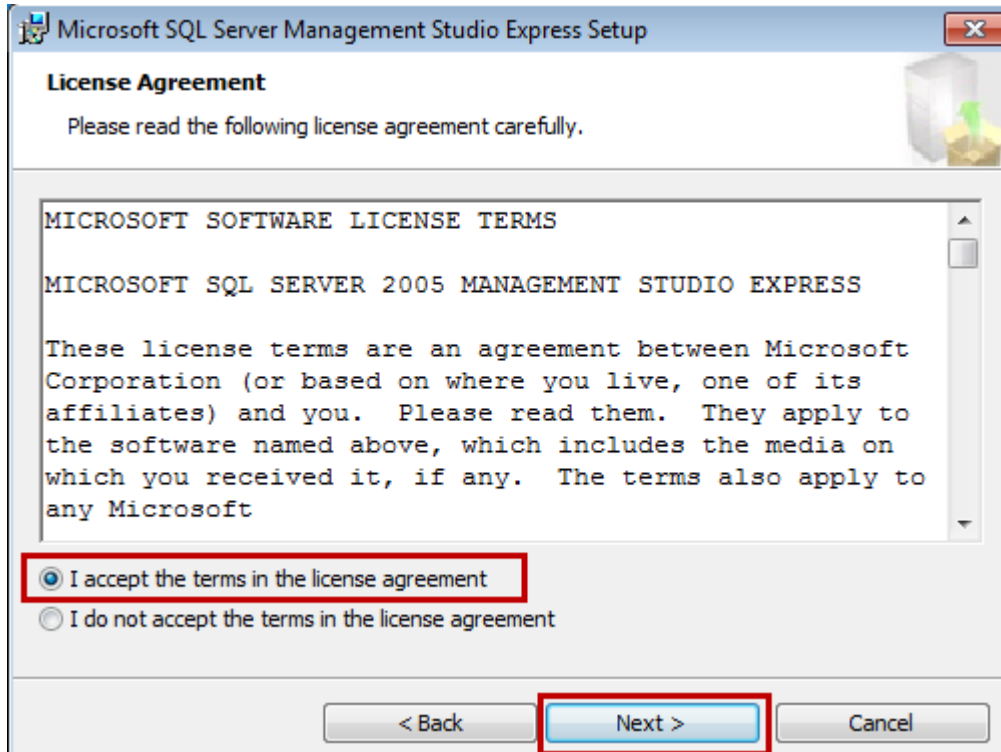 Microsoft SQL Server Management Studio Express Setup
License Agreement
Please read the following license agreement carefully.
MICROSOFT SOFTWARE LICENSE TERMS
MICROSOFT SQL SERVER 2005 MANAGEMENT STUDIO EXPRESS
These license terms are an agreement between Microsoft
Corporation (or based on where you live, one of its
affiliates) and you.  Please read them.  They apply to
the software named above, which includes the media on
which you received it, if any.  The terms also apply to
any Microsoft
I accept the terms in the license agreement
I do not accept the terms in the license agreement
< Back Next > Cancel